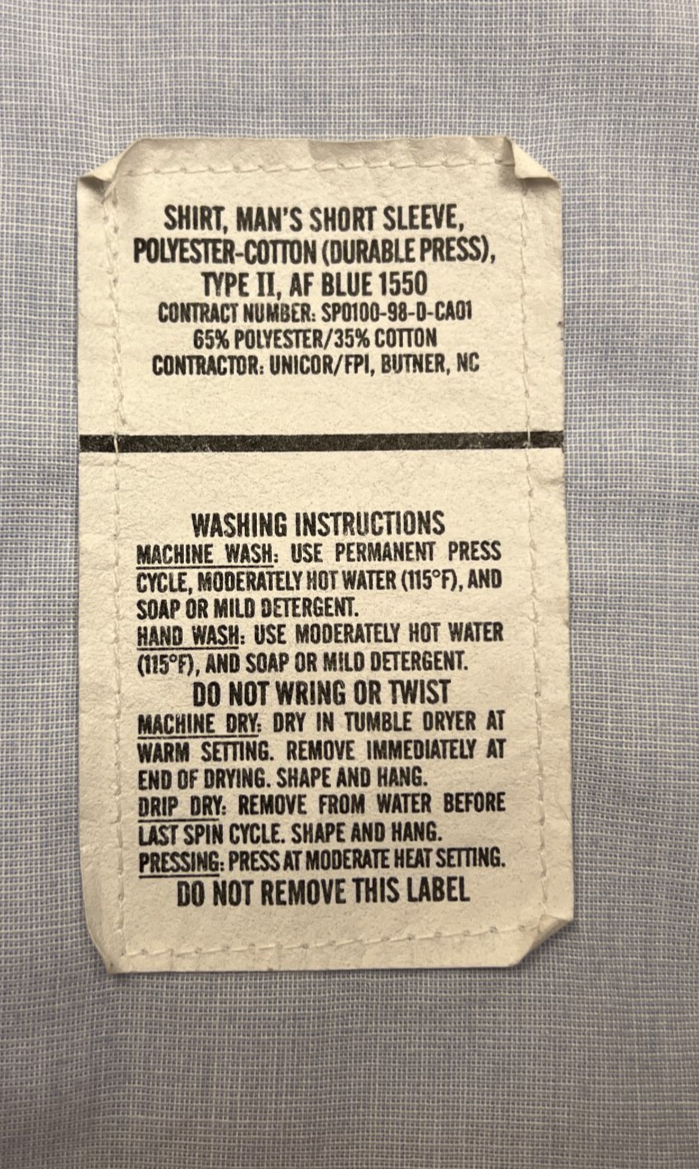 SHIRT, MAN'S SHORT SLEEVE,
POLYESTER-COTTON (DURABLE PRESS),
TYPE II, AF BLUE 1550
CONTRACT NUMBER: SP0100-98-D-CA01
65% POLYESTER/35% COTTON
CONTRACTOR: UNICOR/FPI, BUTNER, NC
WASHING INSTRUCTIONS
MACHINE WASH: USE PERMANENT PRESS
CYCLE, MODERATELY HOT WATER (115°F), AND
SOAP OR MILD DETERGENT.
HAND WASH: USE MODERATELY HOT WATER
(115°F), AND SOAP OR MILD DETERGENT.
DO NOT WRING OR TWIST
MACHINE DRY: DRY IN TUMBLE DRYER AT
WARM SETTING. REMOVE IMMEDIATELY AT
END OF DRYING. SHAPE AND HANG.
DRIP DRY: REMOVE FROM WATER BEFORE
LAST SPIN CYCLE. SHAPE AND HANG.
PRESSING: PRESS AT MODERATE HEAT SETTING.
DO NOT REMOVE THIS LABEL